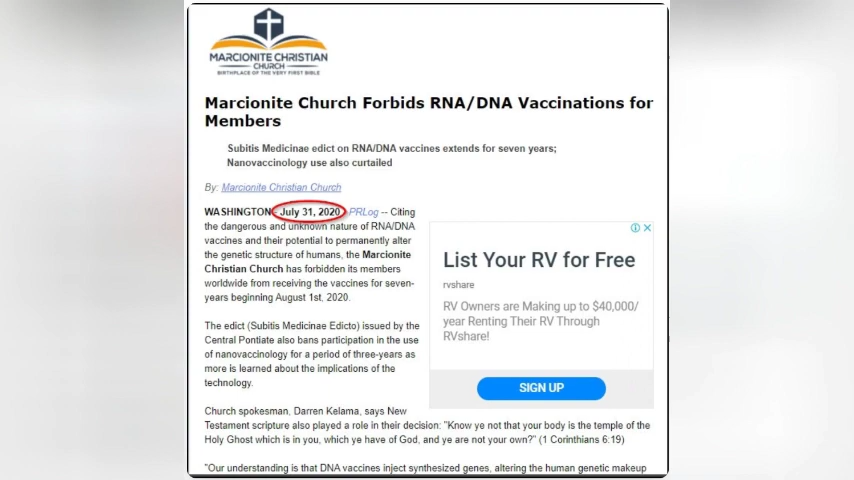 MARCIONITE CHRISTIAN
CHURCH
BIRTHPLACE OF THE VERY FIRST BIBLE
Marcionite Church Forbids RNA/DNA Vaccinations for
Members
Subitis Medicinae edict on RNA/DNA vaccines extends for seven years;
Nanovaccinology use also curtailed
By: Marcionite Christian Church
WASHINGTON - July 31, 2020 - PRLog -- Citing
the dangerous and unknown nature of RNA/DNA
vaccines and their potential to permanently alter
the genetic structure of humans, the Marcionite
Christian Church has forbidden its members
worldwide from receiving the vaccines for seven-
years beginning August 1st, 2020.
The edict (Subitis Medicinae Edicto) issued by the
Central Pontiate also bans participation in the use
of nanovaccinology for a period of three-years as
more is learned about the implications of the
technology.
List Your RV for Free
rvshare
RV Owners are Making up to $40,000/
year Renting Their RV Through
RVshare!
SIGN UP
Church spokesman, Darren Kelama, says New
Testament scripture also played a role in their decision: "Know ye not that your body is the temple of the
Holy Ghost which is in you, which ye have of God, and ye are not your own?" (1 Corinthians 6:19)
"Our understanding is that DNA vaccines inject synthesized genes, altering the human genetic makeup